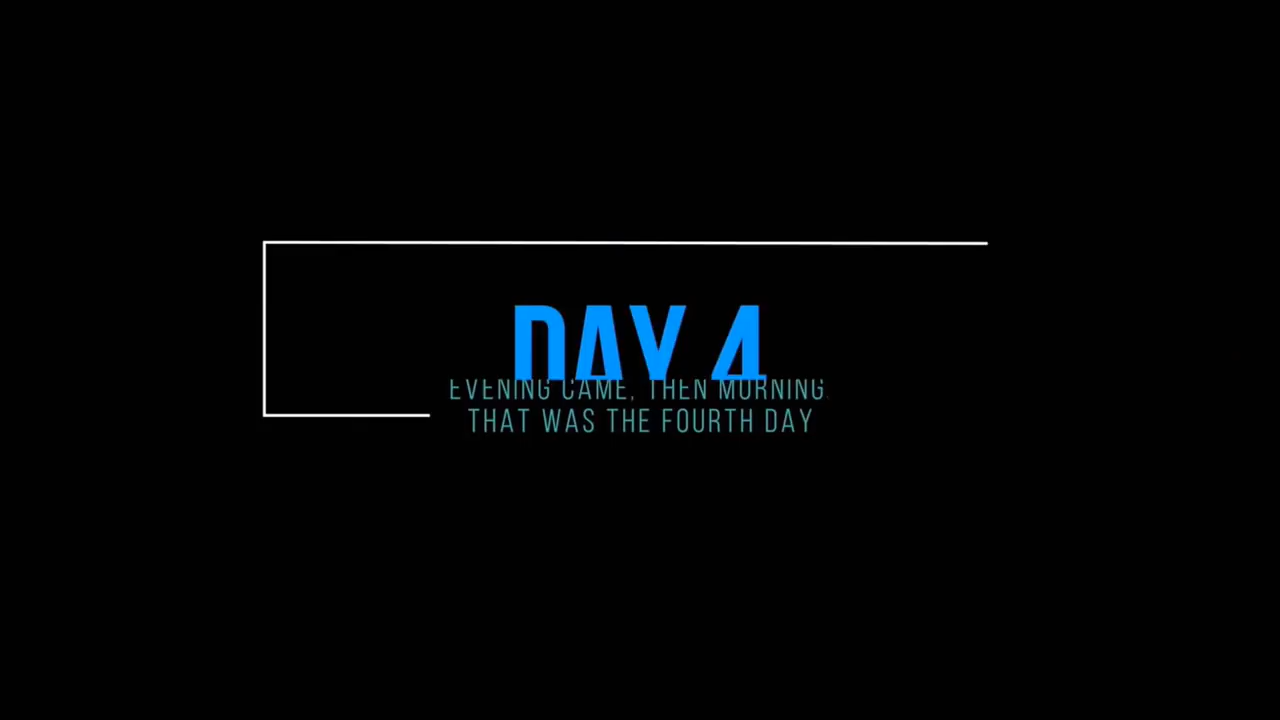 DAY 4
EVENING CAME, THEN MORNING.
THAT WAS THE FOURTH DAY